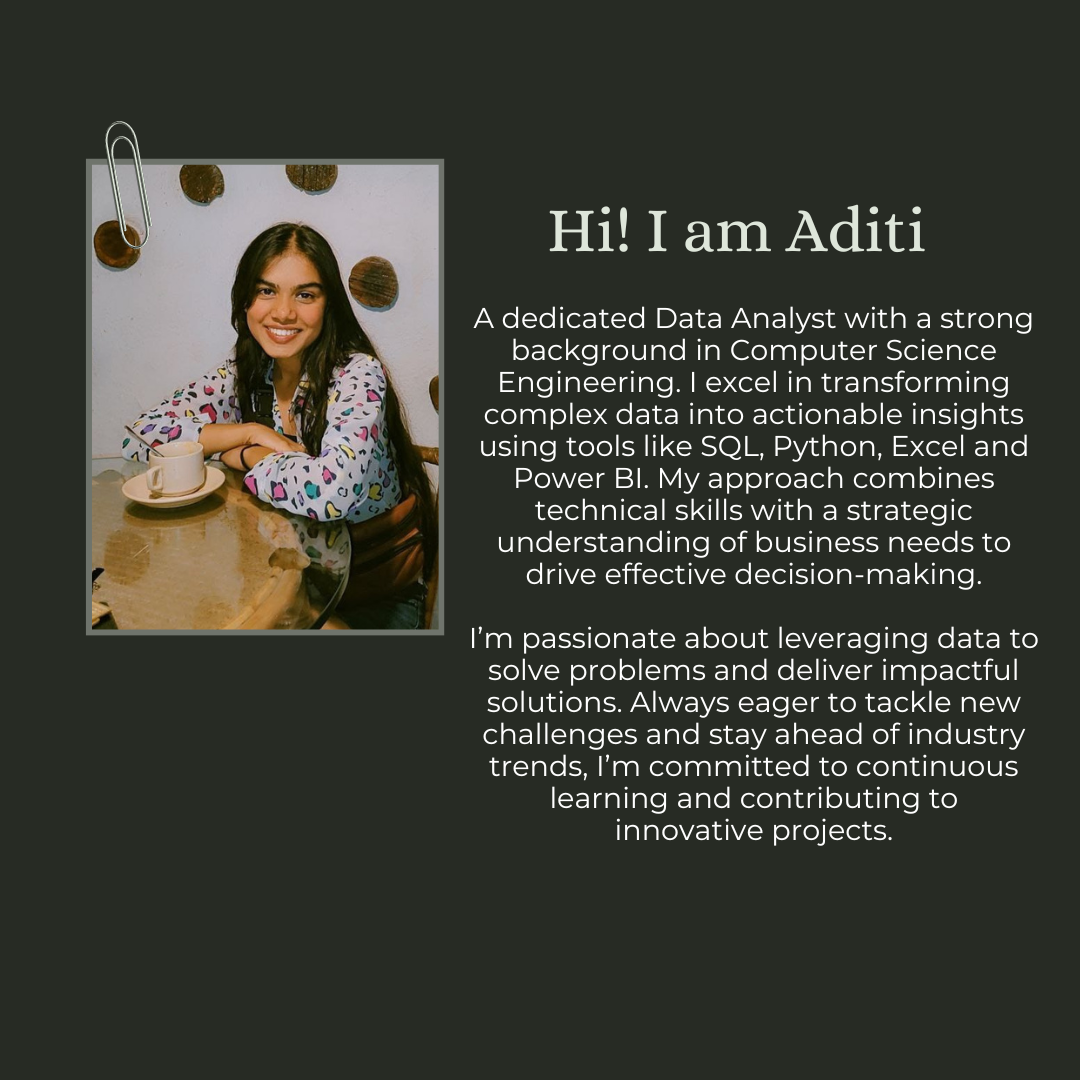 Hi! I am Aditi
A dedicated Data Analyst with a strong
background in Computer Science
Engineering. I excel in transforming
complex data into actionable insights
using tools like SQL, Python, Excel and
Power BI. My approach combines
technical skills with a strategic
understanding of business needs to
drive effective decision-making.
I’m passionate about leveraging data to
solve problems and deliver impactful
solutions. Always eager to tackle new
challenges and stay ahead of industry
trends, I’m committed to continuous
learning and contributing to
innovative projects.